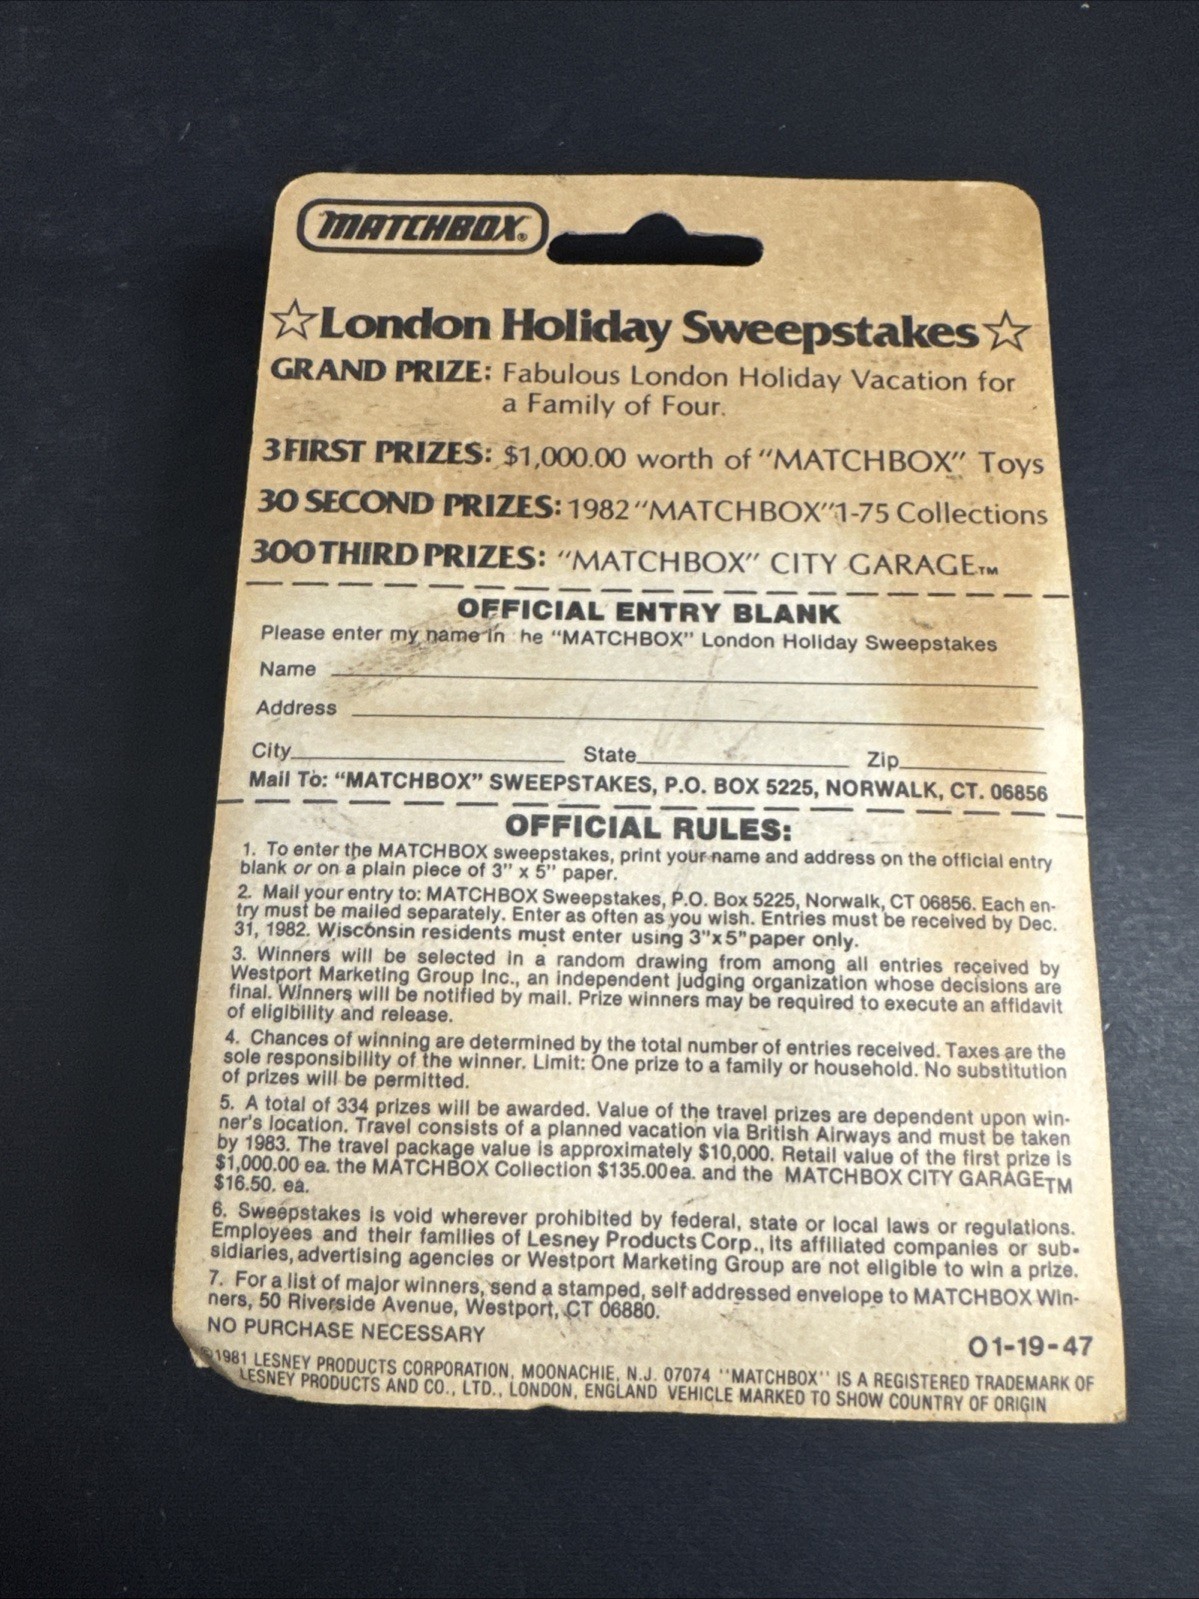 MATCHBOX®
☆London Holiday Sweepstakes☆
GRAND PRIZE: Fabulous London Holiday Vacation for
a Family of Four.
3 FIRST PRIZES: $1,000.00 worth of "MATCHBOX" Toys
30 SECOND PRIZES: 1982 "MATCHBOX" 1-75 Collections
300 THIRD PRIZES: "MATCHBOX" CITY GARAGE™
OFFICIAL ENTRY BLANK
Please enter my name in he "MATCHBOX" London Holiday Sweepstakes
Name
Address
City State Zip
Mail To: "MATCHBOX" SWEEPSTAKES, P.O. BOX 5225, NORWALK, CT. 06856
OFFICIAL RULES:
1. To enter the MATCHBOX sweepstakes, print your name and address on the official entry
blank or on a plain piece of 3" x 5" paper.
2. Mail your entry to: MATCHBOX Sweepstakes, P.O. Box 5225, Norwalk, CT 06856. Each en-
try must be mailed separately. Enter as often as you wish. Entries must be received by Dec.
31, 1982. Wisconsin residents must enter using 3"x5" paper only.
3. Winners will be selected in a random drawing from among all entries received by
Westport Marketing Group Inc., an independent judging organization whose decisions are
final. Winners will be notified by mail. Prize winners may be required to execute an affidavit
of eligibility and release.
4. Chances of winning are determined by the total number of entries received. Taxes are the
sole responsibility of the winner. Limit: One prize to a family or household. No substitution
of prizes will be permitted.
5. A total of 334 prizes will be awarded. Value of the travel prizes are dependent upon win-
ner's location. Travel consists of a planned vacation via British Airways and must be taken
by 1983. The travel package value is approximately $10,000. Retail value of the first prize is
$1,000.00 ea. the MATCHBOX Collection $135.00 ea. and the MATCHBOX CITY GARAGE™
$16.50. ea.
6. Sweepstakes is void wherever prohibited by federal, state or local laws or regulations.
Employees and their families of Lesney Products Corp., its affiliated companies or sub-
sidiaries, advertising agencies or Westport Marketing Group are not eligible to win a prize.
7. For a list of major winners, send a stamped, self addressed envelope to MATCHBOX Win-
ners, 50 Riverside Avenue, Westport, CT 06880.
NO PURCHASE NECESSARY
01-19-47
©1981 LESNEY PRODUCTS CORPORATION, MOONACHIE, N.J. 07074 "MATCHBOX" IS A REGISTERED TRADEMARK OF
LESNEY PRODUCTS AND CO., LTD., LONDON, ENGLAND VEHICLE MARKED TO SHOW COUNTRY OF ORIGIN